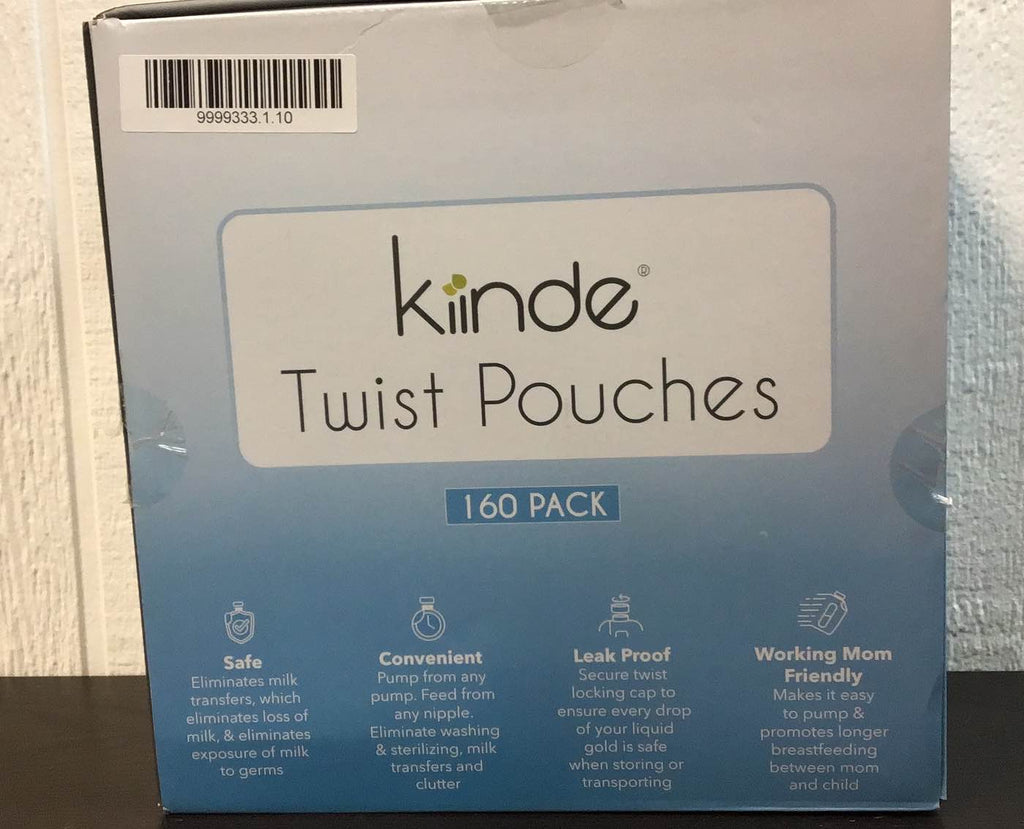 9999333.1.10
kiinde®
Twist Pouches
160 PACK
Safe
Eliminates milk
transfers, which
eliminates loss of
milk, & eliminates
exposure of milk
to germs
Convenient
Pump from any
pump. Feed from
any nipple.
Eliminate washing
& sterilizing, milk
transfers and
clutter
Leak Proof
Secure twist
locking cap to
ensure every drop
of your liquid
gold is safe
when storing or
transporting
Working Mom
Friendly
Makes it easy
to pump &
promotes longer
breastfeeding
between mom
and child